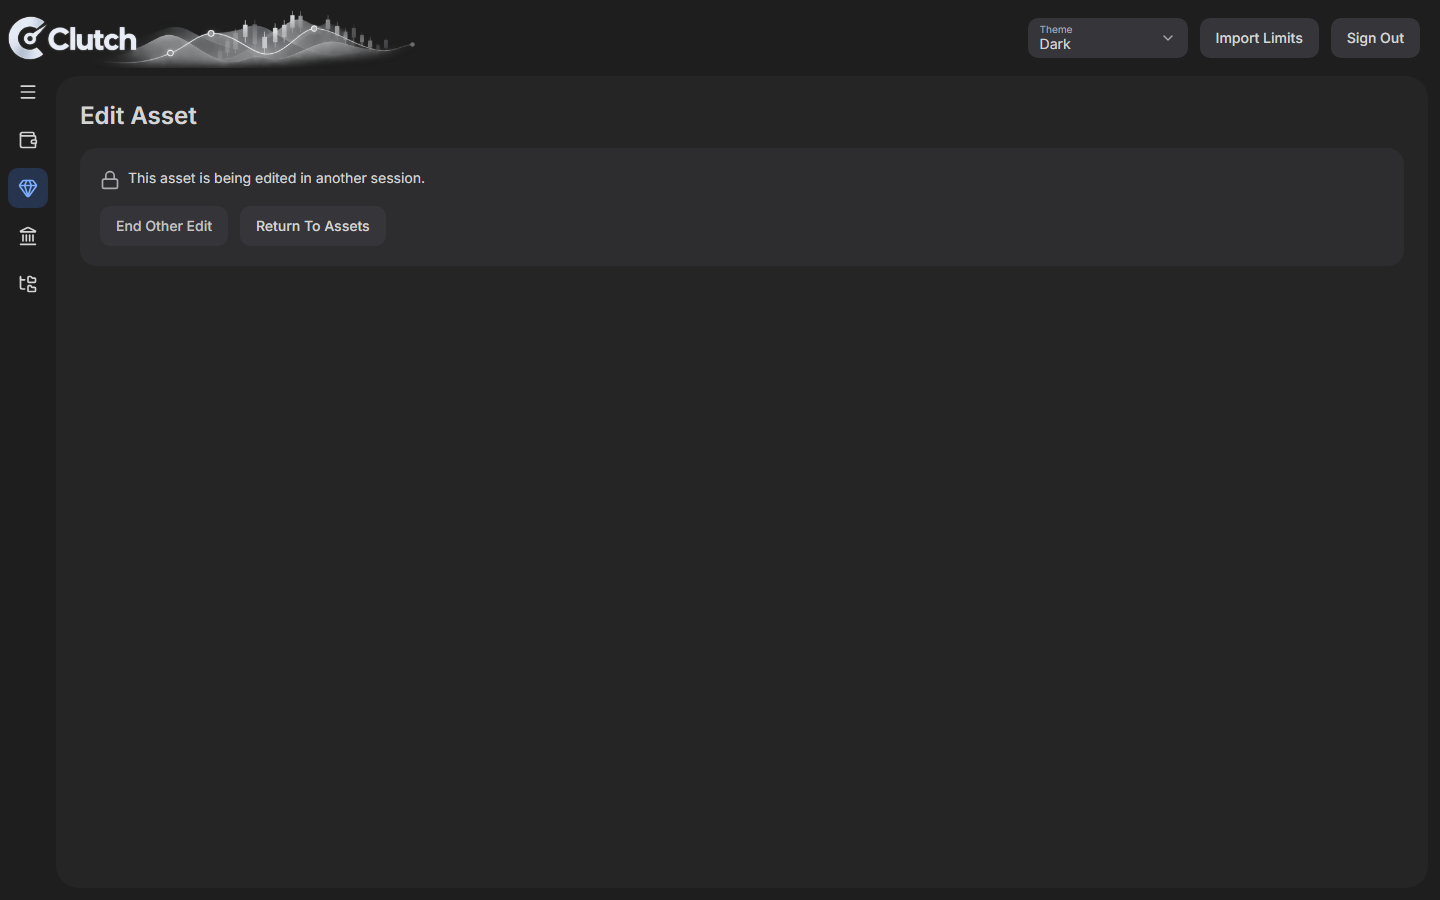 Clutch
Theme
Dark
Import Limits
Sign Out
Edit Asset
This asset is being edited in another session.
End Other Edit
Return To Assets